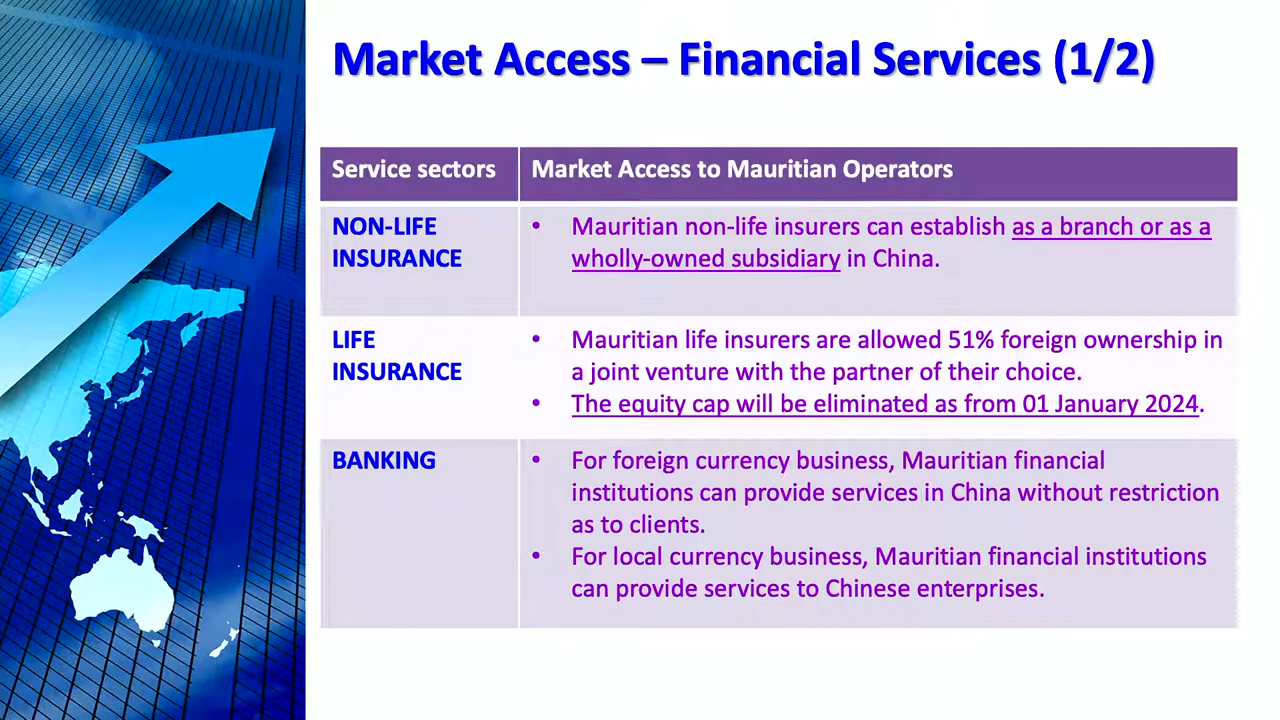 Market Access – Financial Services (1/2)
Service sectors
Market Access to Mauritian Operators
NON-LIFE
INSURANCE
• Mauritian non-life insurers can establish as a branch or as a
wholly-owned subsidiary in China.
LIFE
INSURANCE
• Mauritian life insurers are allowed 51% foreign ownership in
a joint venture with the partner of their choice.
• The equity cap will be eliminated as from 01 January 2024.
BANKING
• For foreign currency business, Mauritian financial
institutions can provide services in China without restriction
as to clients.
• For local currency business, Mauritian financial institutions
can provide services to Chinese enterprises.